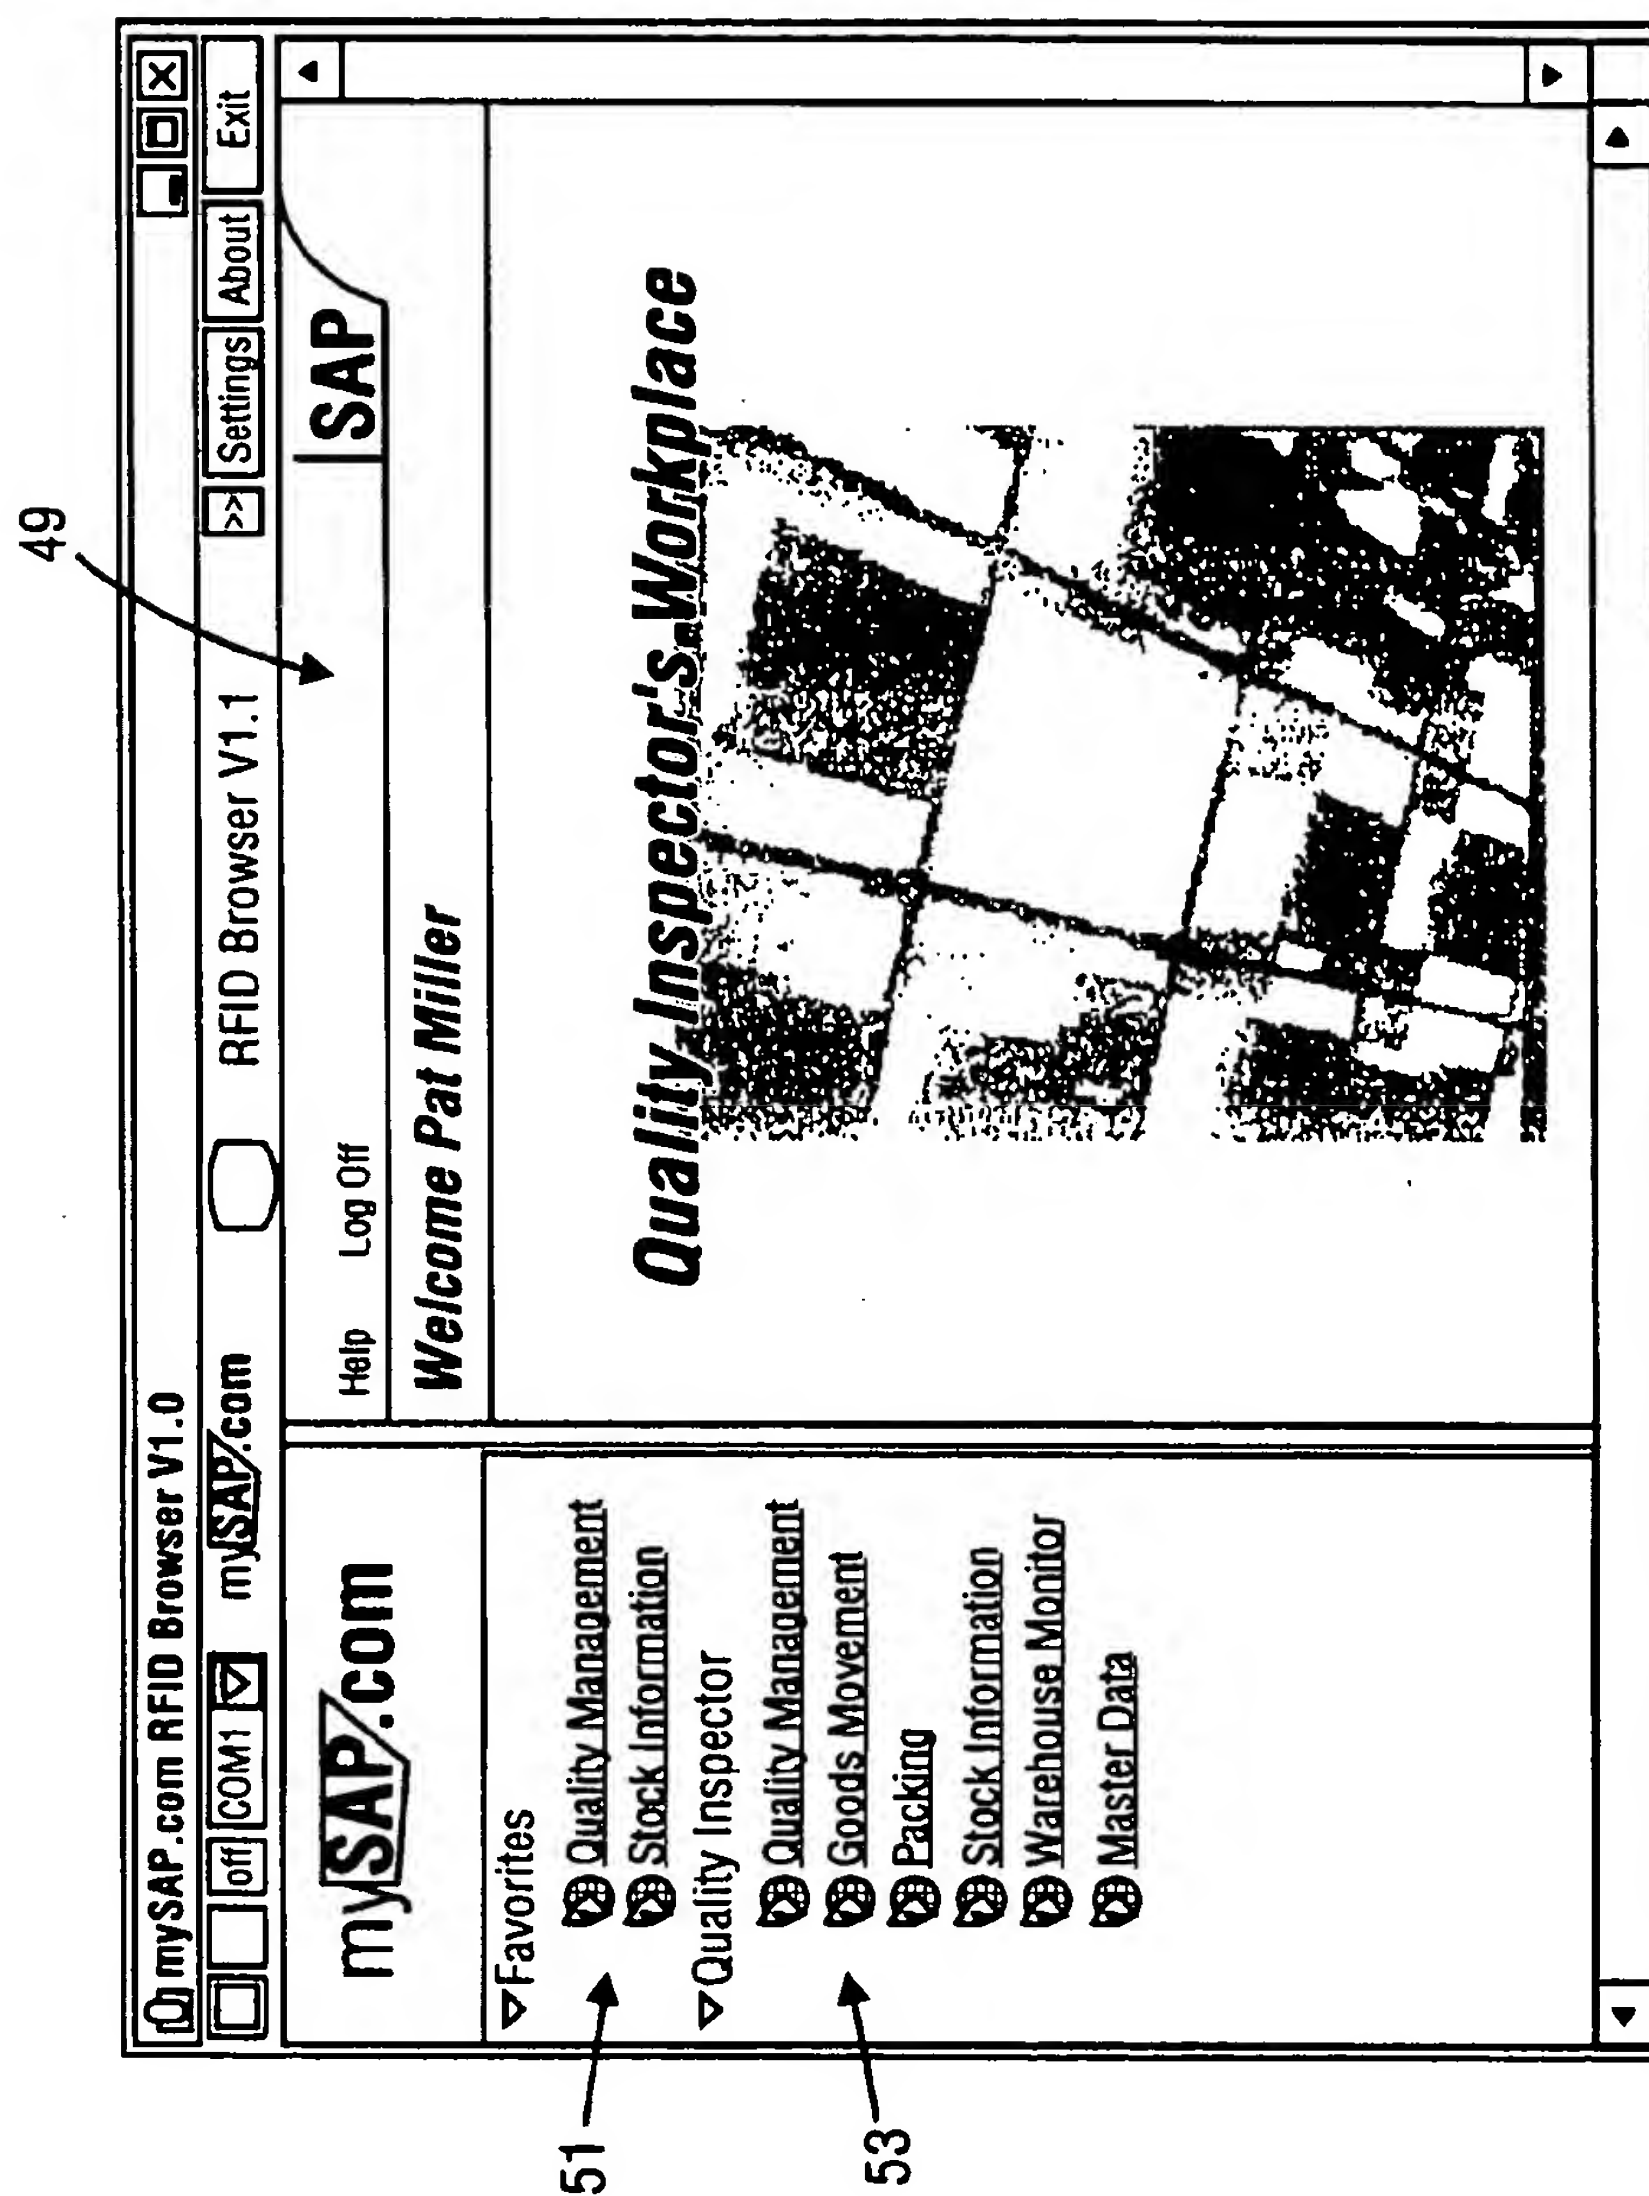 49
mySAP.com RFID Browser V1.0
off COM1 mySAP.com RFID Browser V1.1 >> Settings About Exit
mySAP.com
Help Log Off SAP
Welcome Pat Miller
Favorites
Quality Management
Stock Information
Quality Inspector
Quality Management
Goods Movement
Packing
Stock Information
Warehouse Monitor
Master Data
Quality Inspector's Workplace
51
53